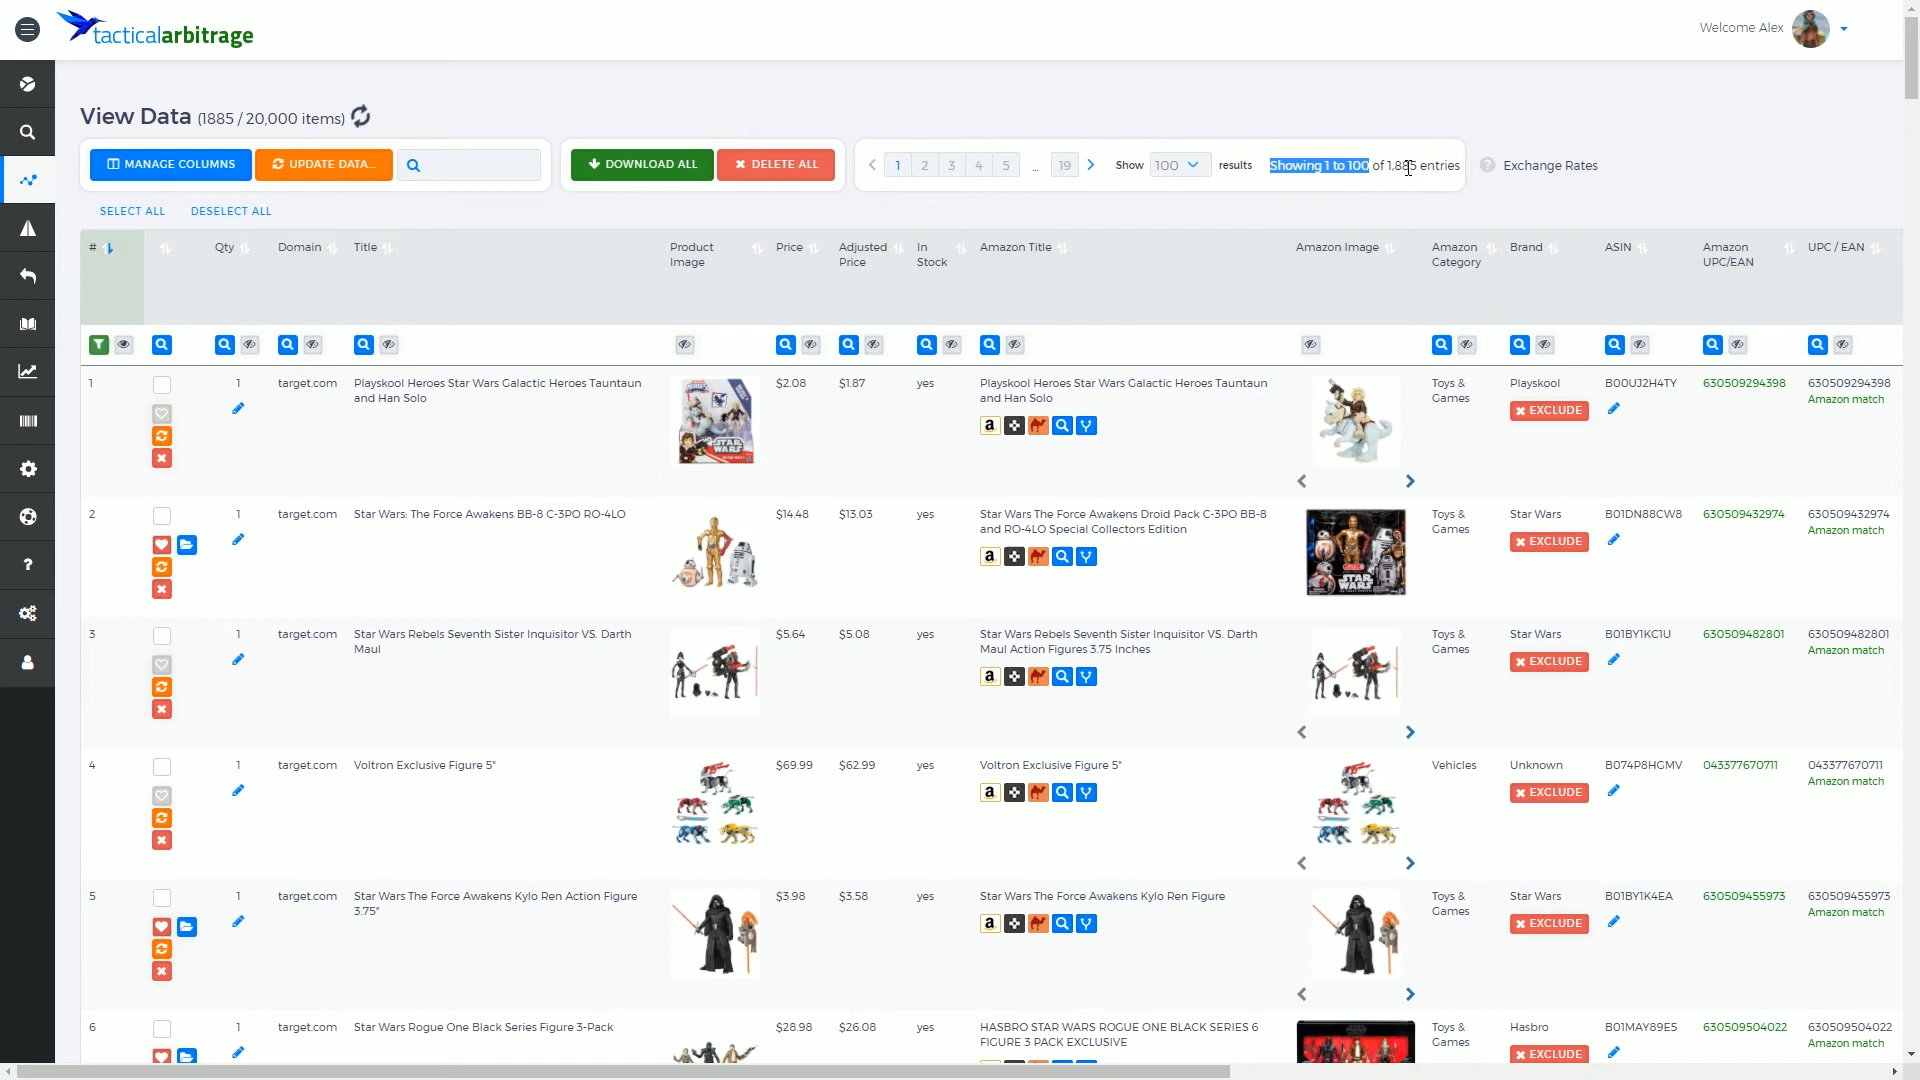 tacticalarbitrage
Welcome Alex
View Data (1885 / 20,000 items)
MANAGE COLUMNS
UPDATE DATA...
DOWNLOAD ALL
DELETE ALL
1 2 3 4 5 ... 19
Show 100 results
Showing 1 to 100 of 1,885 entries
Exchange Rates
SELECT ALL DESELECT ALL
# Qty Domain Title Product Image Price Adjusted Price In Stock Amazon Title Amazon Image Amazon Category Brand ASIN Amazon UPC/EAN UPC / EAN
1 1 target.com Playskool Heroes Star Wars Galactic Heroes Tauntaun $2.08 $1.87 yes Playskool Heroes Star Wars Galactic Heroes Tauntaun Toys & Playskool B00UJ2H4TY 630509294398 630509294398
and Han Solo and Han Solo Games Amazon match
EXCLUDE
2 1 target.com Star Wars: The Force Awakens BB-8 C-3PO RO-4LO $14.48 $13.03 yes Star Wars The Force Awakens Droid Pack C-3PO BB-8 Toys & Star Wars B01DN88CW8 630509432974 630509432974
and RO-4LO Special Collectors Edition Games Amazon match
EXCLUDE
3 1 target.com Star Wars Rebels Seventh Sister Inquisitor VS. Darth $5.64 $5.08 yes Star Wars Rebels Seventh Sister Inquisitor VS. Darth Toys & Star Wars B01BY1KC1U 630509482801 630509482801
Maul Maul Action Figures 3.75 Inches Games Amazon match
EXCLUDE
4 1 target.com Voltron Exclusive Figure 5" $69.99 $62.99 yes Voltron Exclusive Figure 5" Vehicles Unknown B074P8HGMV 043377670711 043377670711
Amazon match
EXCLUDE
5 1 target.com Star Wars The Force Awakens Kylo Ren Action Figure $3.98 $3.58 yes Star Wars The Force Awakens Kylo Ren Figure Toys & Star Wars B01BY1K4EA 630509455973 630509455973
3.75" Games Amazon match
EXCLUDE
6 1 target.com Star Wars Rogue One Black Series Figure 3-Pack $28.98 $26.08 yes HASBRO STAR WARS ROGUE ONE BLACK SERIES 6 Toys & Hasbro B01MAY89E5 630509504022 630509504022
FIGURE 3 PACK EXCLUSIVE Games Amazon match
EXCLUDE